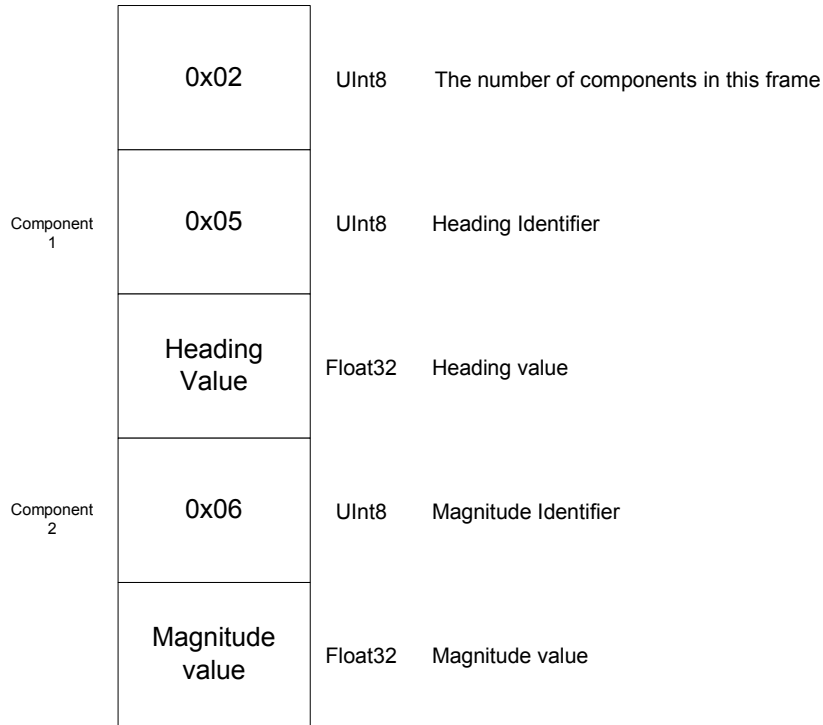 0x02 UInt8 The number of components in this frame
Component
1
0x05 UInt8 Heading Identifier
Heading
Value
Float32 Heading value
Component
2
0x06 UInt8 Magnitude Identifier
Magnitude
value
Float32 Magnitude value